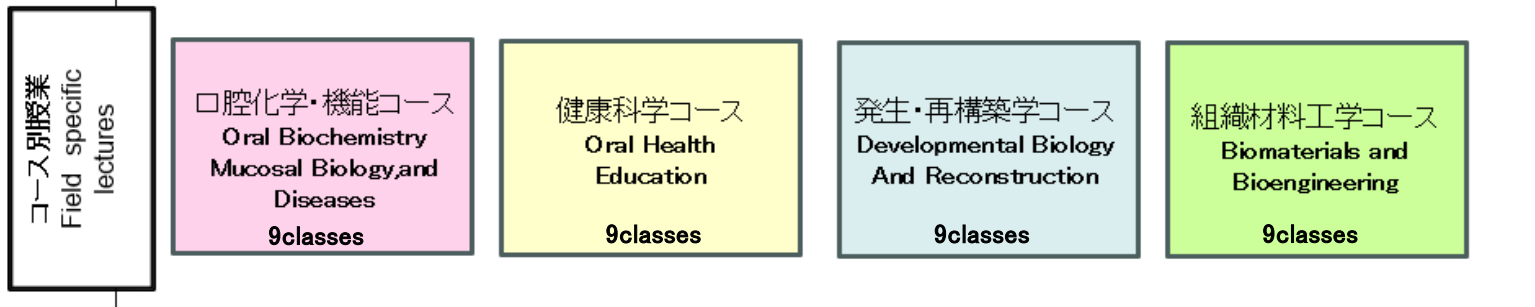 コース別授業
Field specific
lectures
口腔化学・機能コース
Oral Biochemistry
Mucosal Biology,and
Diseases
9classes
健康科学コース
Oral Health
Education
9classes
発生・再構築学コース
Developmental Biology
And Reconstruction
9classes
組織材料工学コース
Biomaterials and
Bioengineering
9classes